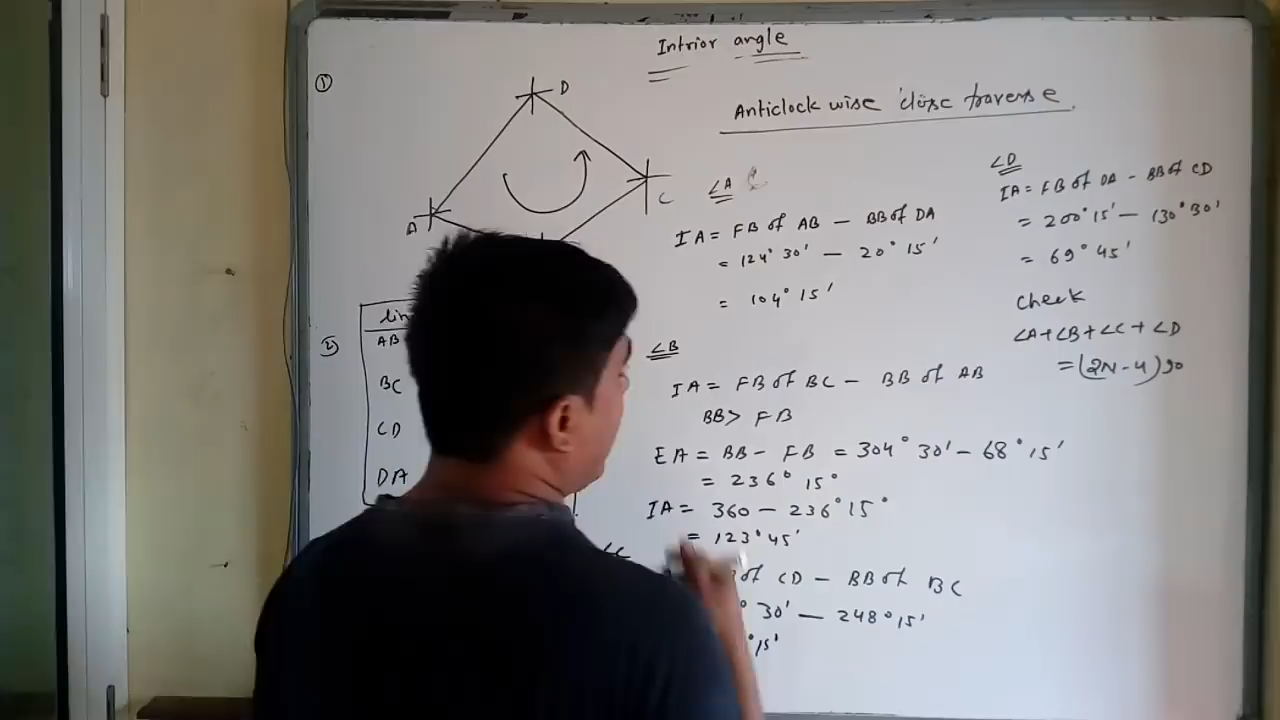 Intrior angle
Anticlock wise close traverse
①
D
C
A
②
AB
BC
CD
DA
∠A
IA = FB of AB - BB of DA
= 124° 30' - 20° 15'
= 104° 15'
∠B
IA = FB of BC - BB of AB
BB > FB
EA = BB - FB = 304° 30' - 68° 15'
= 236° 15°
IA = 360 - 236° 15°
= 123° 45'
∠C
of CD - BB of BC
° 30' - 248° 15'
° 15'
∠D
IA = FB of DA - BB of CD
= 200° 15' - 130° 30'
= 69° 45'
Check
∠A+∠B+∠C+∠D
= (2N-4)90